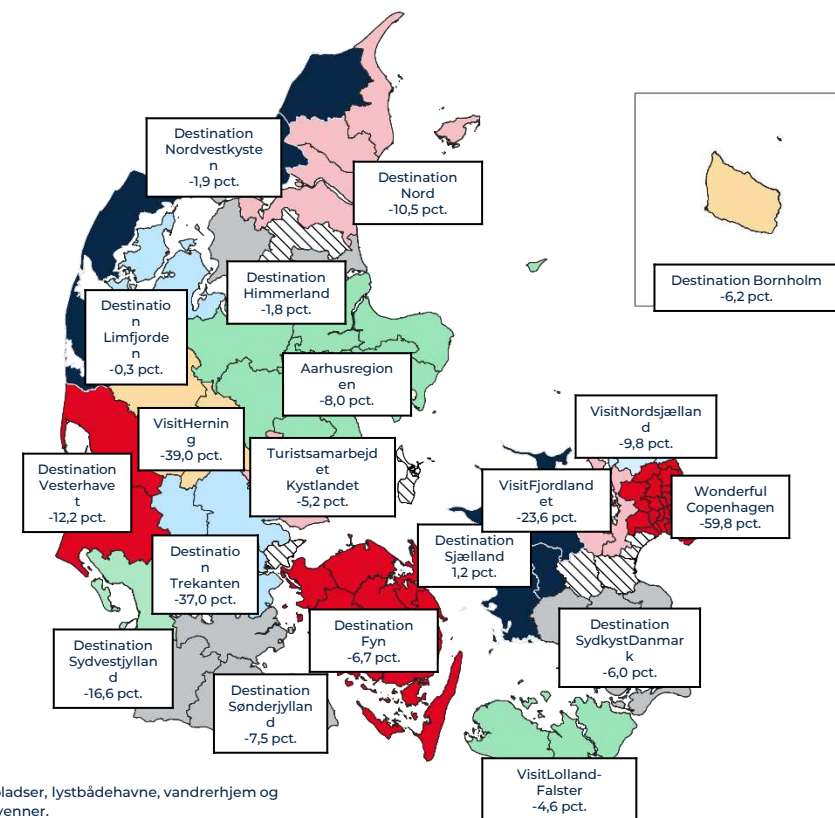 Destination
Nordvestkyste
n
-1,9 pct.
Destination
Nord
-10,5 pct.
Destination Bornholm
-6,2 pct.
Destination
Himmerland
-1,8 pct.
Destinatio
n
Limfjorde
n
-0,3 pct.
Aarhusregion
en
-8,0 pct.
VisitNordsjællan
d
-9,8 pct.
VisitHernin
g
-39,0 pct.
Turistsamarbejd
et
Kystlandet
-5,2 pct.
Destination
Vesterhave
t
-12,2 pct.
VisitFjordland
et
-23,6 pct.
Wonderful
Copenhagen
-59,8 pct.
Destination
Sjælland
1,2 pct.
Destinatio
n
Trekanten
-37,0 pct.
Destination
Fyn
-6,7 pct.
Destination
SydkystDanmar
k
-6,0 pct.
Destination
Sydvestjyllan
d
-16,6 pct.
Destination
Sønderjyllan
d
-7,5 pct.
VisitLolland-
Falster
-4,6 pct.
ladser, lystbådehavne, vandrerhjem og
venner.